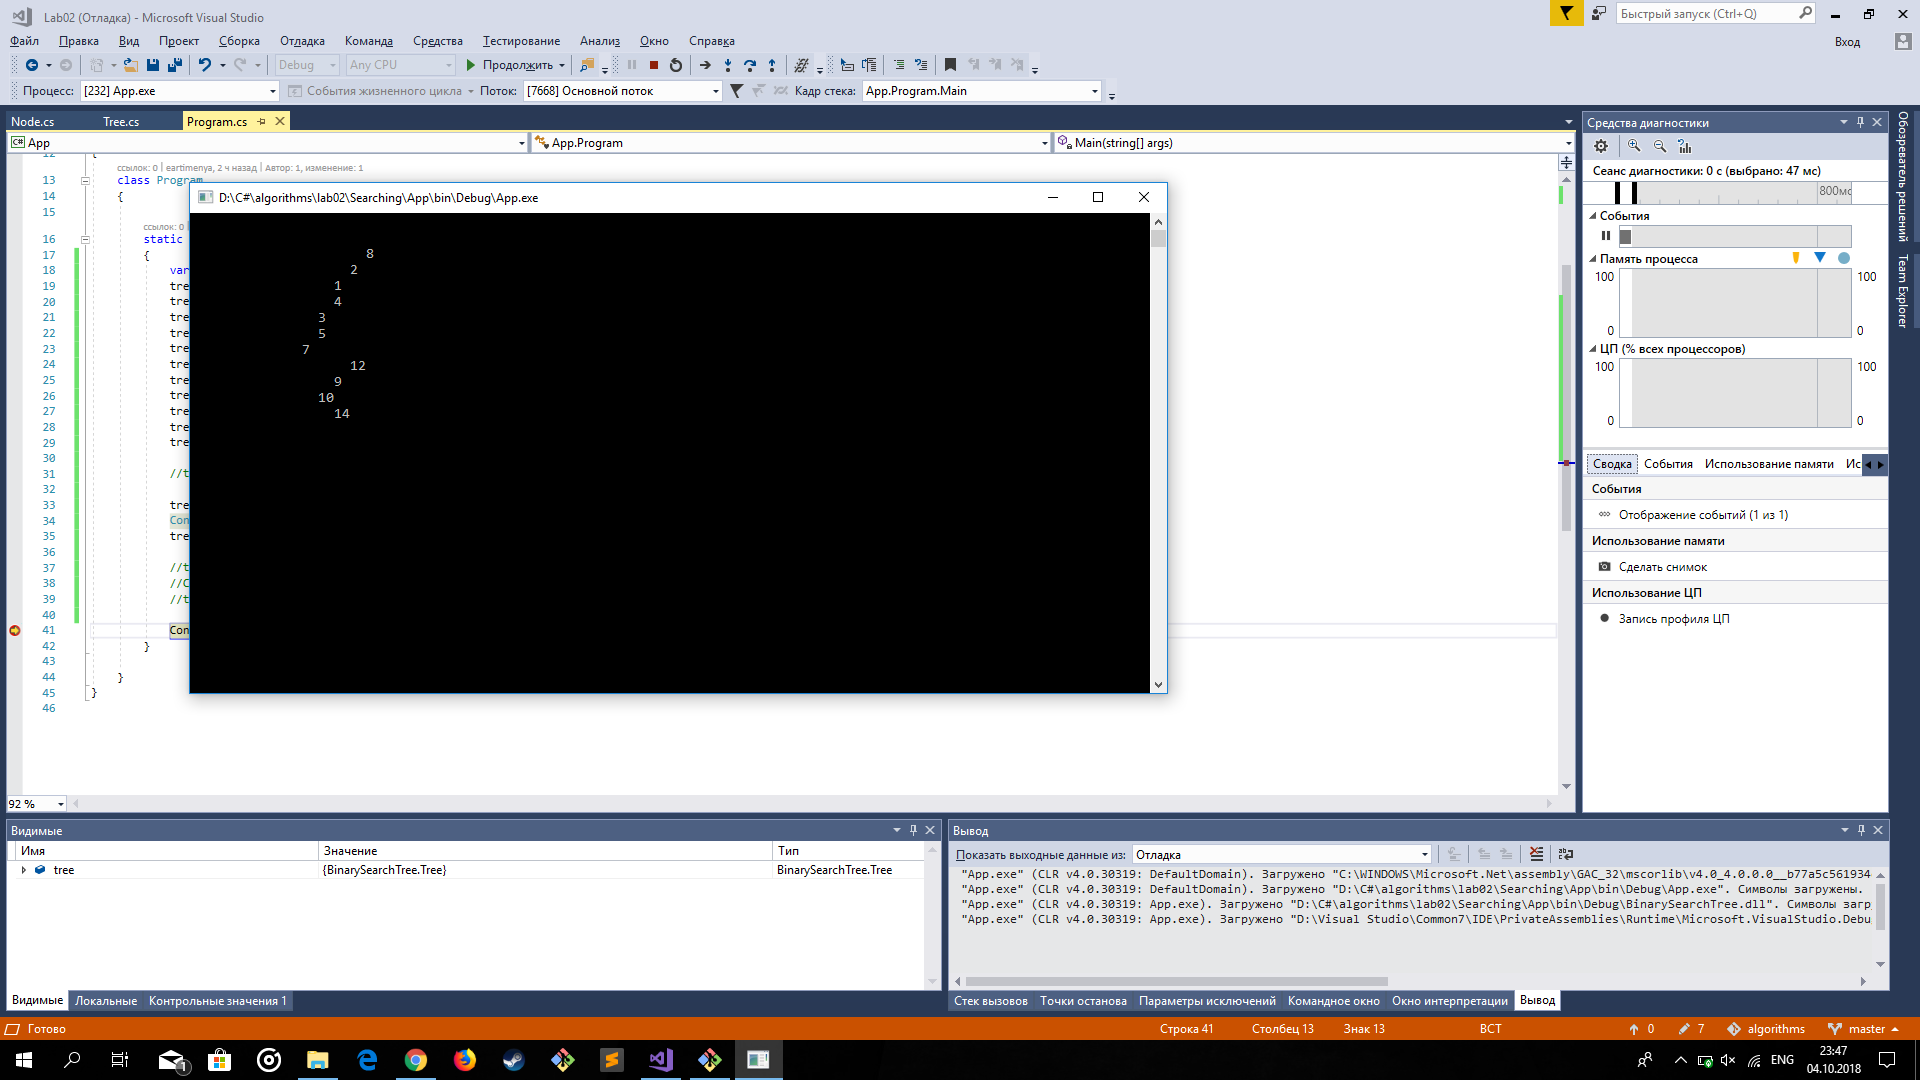 Lab02 (Отладка) - Microsoft Visual Studio
Быстрый запуск (Ctrl+Q)
Файл Правка Вид Проект Сборка Отладка Команда Средства Тестирование Анализ Окно Справка
Вход
Debug Any CPU Продолжить
Процесс: [232] App.exe События жизненного цикла Поток: [7668] Основной поток Кадр стека: App.Program.Main
Node.cs Tree.cs Program.cs
App App.Program Main(string[] args)
12 {
ссылок: 0 | eartimenya, 2 ч назад | Автор: 1, изменение: 1
13 class Program
14 {
15
ссылок: 0 |
16 static
17 {
18 var
19 tre
20 tre
21 tre
22 tre
23 tre
24 tre
25 tre
26 tre
27 tre
28 tre
29 tre
30
31 //t
32
33 tre
34 Con
35 tre
36
37 //t
38 //C
39 //t
40
41 Con
42 }
43
44 }
45 }
46
92 %
D:\C#\algorithms\lab02\Searching\App\bin\Debug\App.exe
8
2
1
4
3
5
7
12
9
10
14
Средства диагностики
Сеанс диагностики: 0 с (выбрано: 47 мс)
800мс
События
Память процесса
100 100
0 0
ЦП (% всех процессоров)
100 100
0 0
Сводка События Использование памяти Ис
События
Отображение событий (1 из 1)
Использование памяти
Сделать снимок
Использование ЦП
Запись профиля ЦП
Обозреватель решений
Team Explorer
Видимые
Имя Значение Тип
tree {BinarySearchTree.Tree} BinarySearchTree.Tree
Видимые Локальные Контрольные значения 1
Вывод
Показать выходные данные из: Отладка
"App.exe" (CLR v4.0.30319: DefaultDomain). Загружено "C:\WINDOWS\Microsoft.Net\assembly\GAC_32\mscorlib\v4.0_4.0.0.0__b77a5c561934
"App.exe" (CLR v4.0.30319: DefaultDomain). Загружено "D:\C#\algorithms\lab02\Searching\App\bin\Debug\App.exe". Символы загружены.
"App.exe" (CLR v4.0.30319: App.exe). Загружено "D:\C#\algorithms\lab02\Searching\App\bin\Debug\BinarySearchTree.dll". Символы загр
"App.exe" (CLR v4.0.30319: App.exe). Загружено "D:\Visual Studio\Common7\IDE\PrivateAssemblies\Runtime\Microsoft.VisualStudio.Debu
Стек вызовов Точки останова Параметры исключений Командное окно Окно интерпретации Вывод
Готово Строка 41 Столбец 13 Знак 13 ВСТ 0 7 algorithms master
1
ENG
23:47
04.10.2018